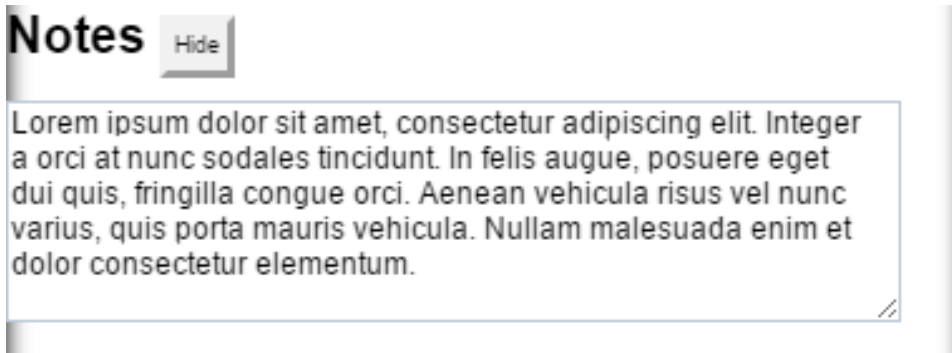 Notes Hide
Lorem ipsum dolor sit amet, consectetur adipiscing elit. Integer
a orci at nunc sodales tincidunt. In felis augue, posuere eget
dui quis, fringilla congue orci. Aenean vehicula risus vel nunc
varius, quis porta mauris vehicula. Nullam malesuada enim et
dolor consectetur elementum.